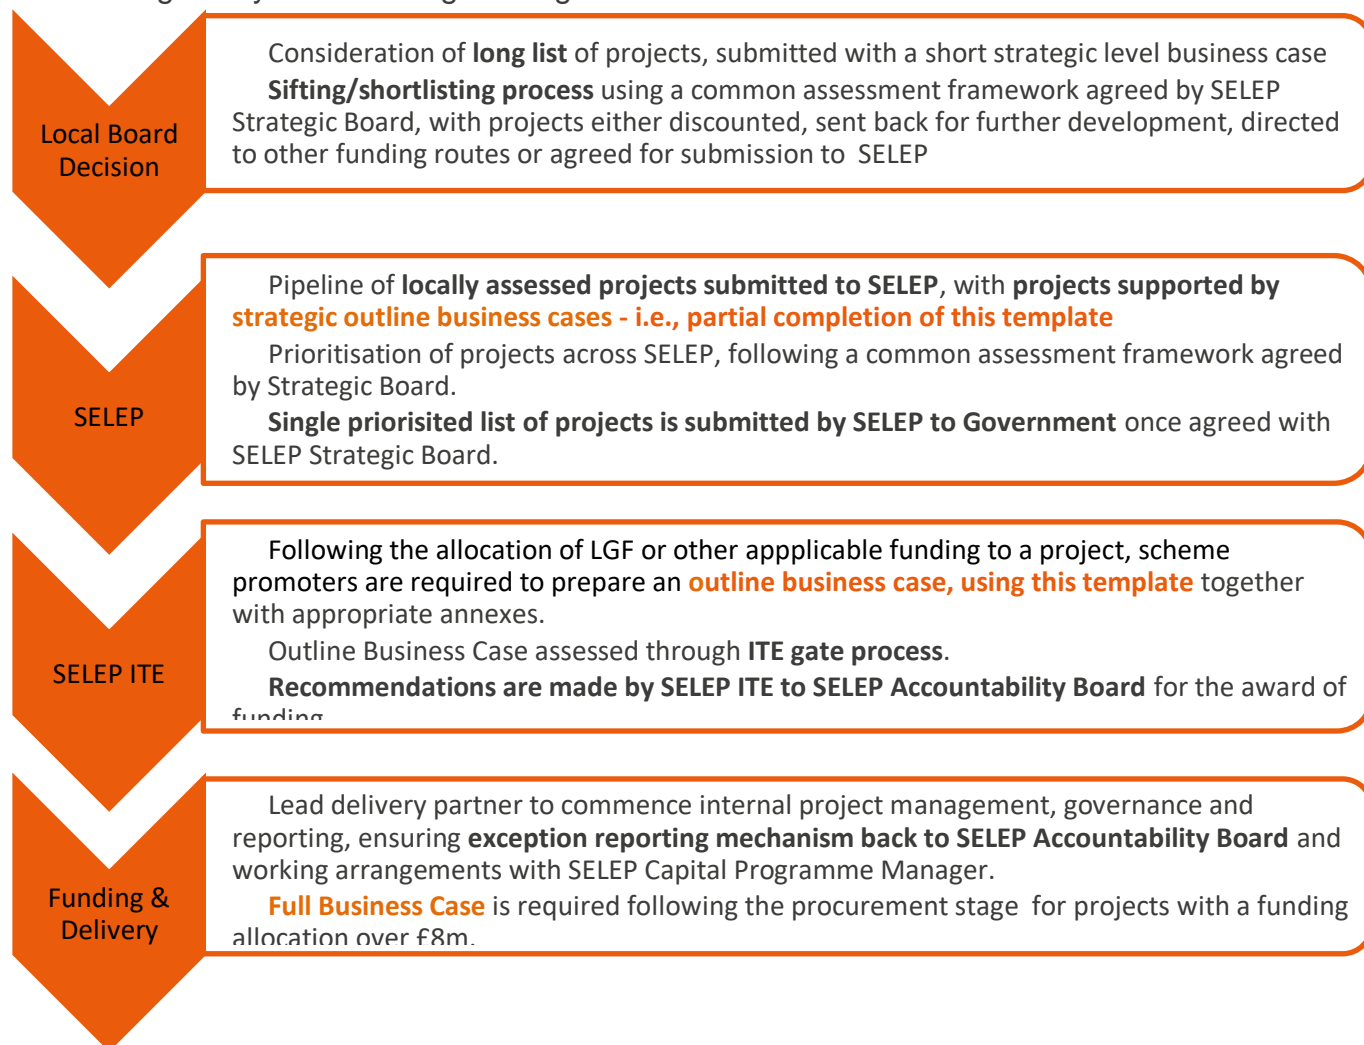 Local Board
Decision
Consideration of long list of projects, submitted with a short strategic level business case
Sifting/shortlisting process using a common assessment framework agreed by SELEP
Strategic Board, with projects either discounted, sent back for further development, directed
to other funding routes or agreed for submission to SELEP
SELEP
Pipeline of locally assessed projects submitted to SELEP, with projects supported by
strategic outline business cases - i.e., partial completion of this template
Prioritisation of projects across SELEP, following a common assessment framework agreed
by Strategic Board.
Single priorisited list of projects is submitted by SELEP to Government once agreed with
SELEP Strategic Board.
SELEP ITE
Following the allocation of LGF or other appplicable funding to a project, scheme
promoters are required to prepare an outline business case, using this template together
with appropriate annexes.
Outline Business Case assessed through ITE gate process.
Recommendations are made by SELEP ITE to SELEP Accountability Board for the award of
funding
Funding &
Delivery
Lead delivery partner to commence internal project management, governance and
reporting, ensuring exception reporting mechanism back to SELEP Accountability Board and
working arrangements with SELEP Capital Programme Manager.
Full Business Case is required following the procurement stage for projects with a funding
allocation over £8m.